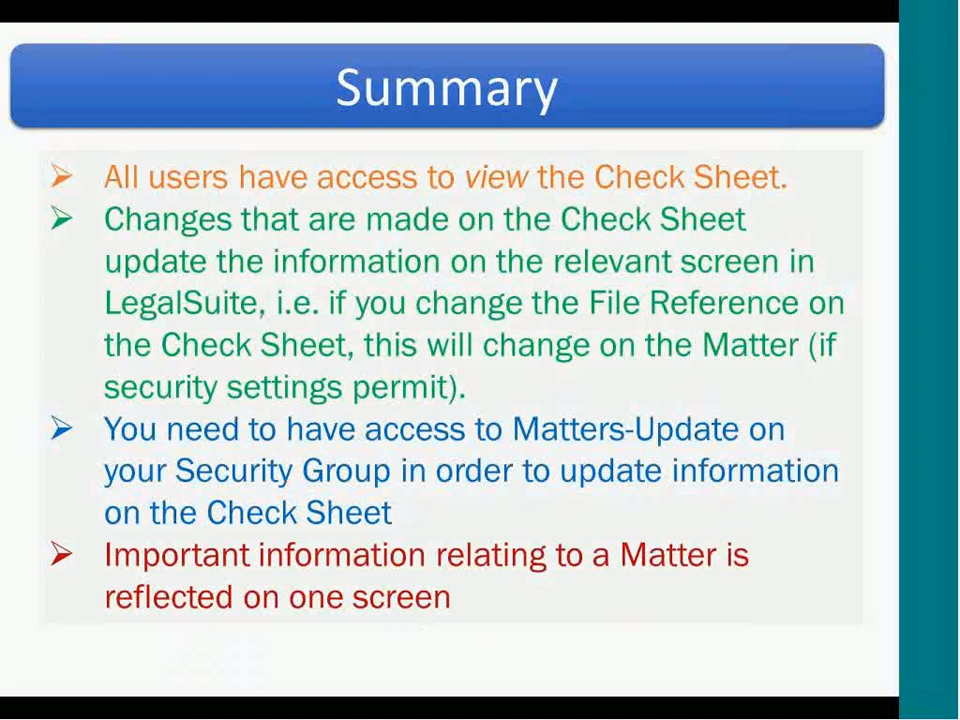 Summary
➢ All users have access to view the Check Sheet.
➢ Changes that are made on the Check Sheet
update the information on the relevant screen in
LegalSuite, i.e. if you change the File Reference on
the Check Sheet, this will change on the Matter (if
security settings permit).
➢ You need to have access to Matters-Update on
your Security Group in order to update information
on the Check Sheet
➢ Important information relating to a Matter is
reflected on one screen